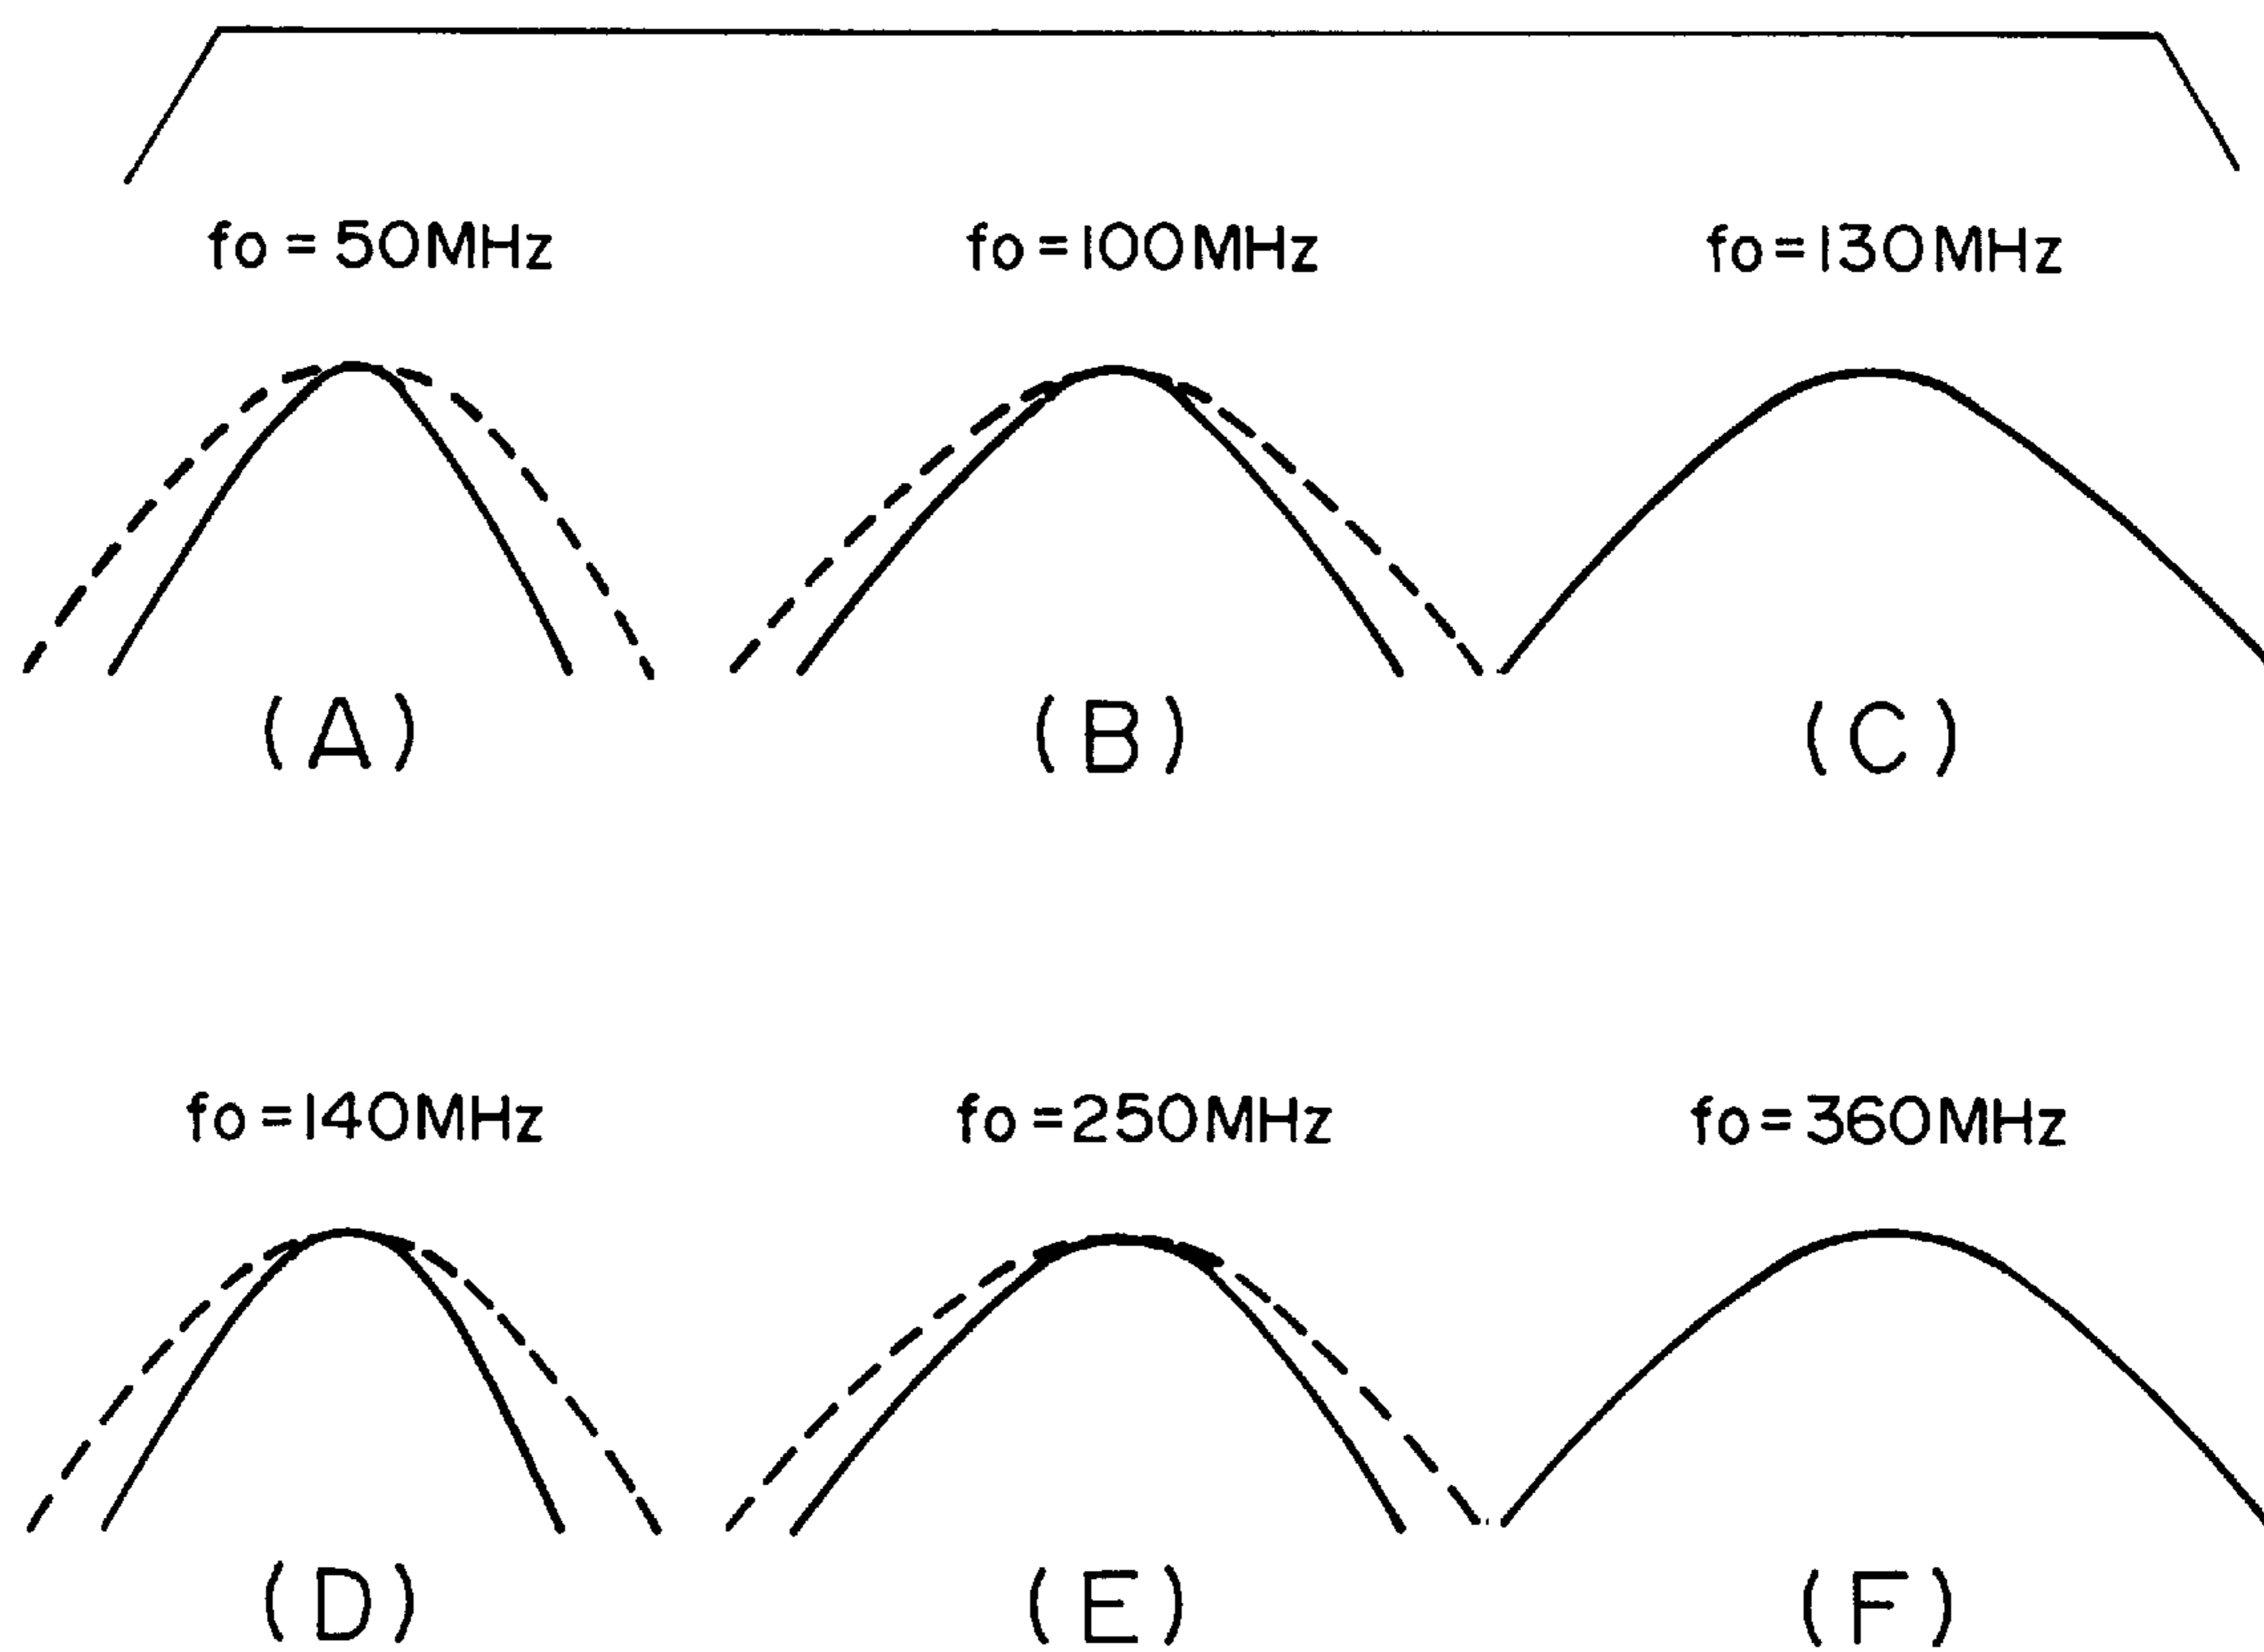 fo=50MHz
fo=100MHz
fo=130MHz
(A)
(B)
(C)
fo=140MHz
fo=250MHz
fo=360MHz
(D)
(E)
(F)